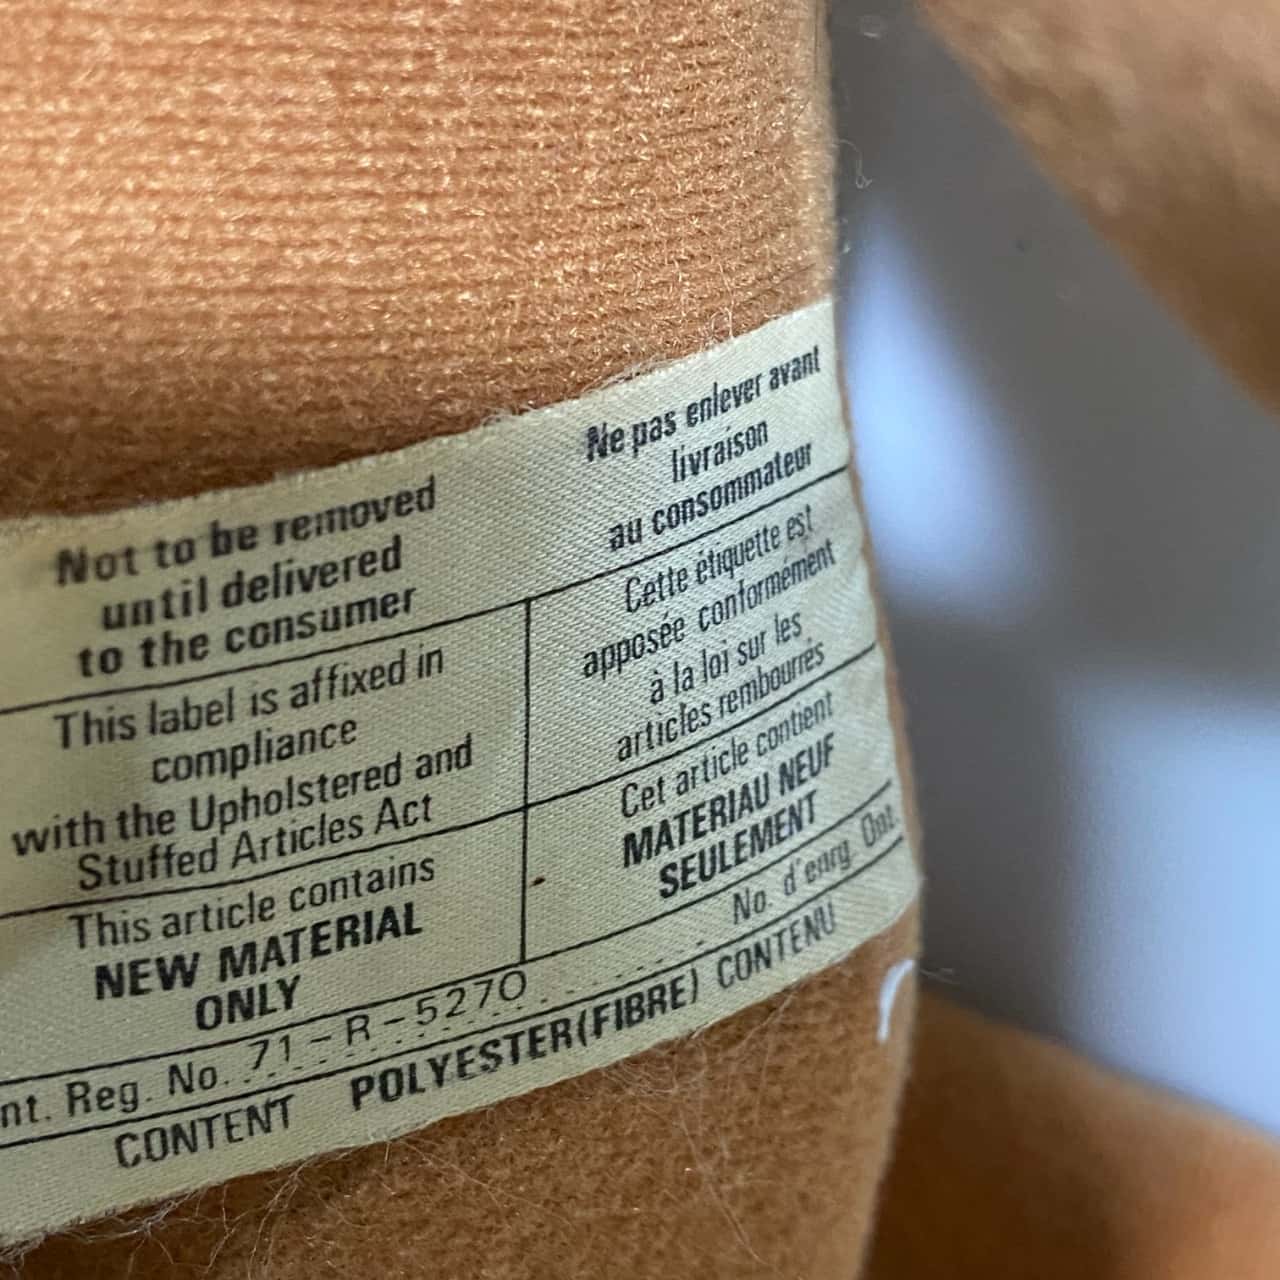 Not to be removed
until delivered
to the consumer
Ne pas enlever avant
livraison
au consommateur
This label is affixed in
compliance
with the Upholstered and
Stuffed Articles Act
Cette étiquette est
apposée conformément
à la loi sur les
articles rembourrés
This article contains
NEW MATERIAL
ONLY
Cet article contient
MATERIAU NEUF
SEULEMENT
nt. Reg. No. 71-R-5270 No. d'enrg. Ont.
CONTENT POLYESTER(FIBRE) CONTENU